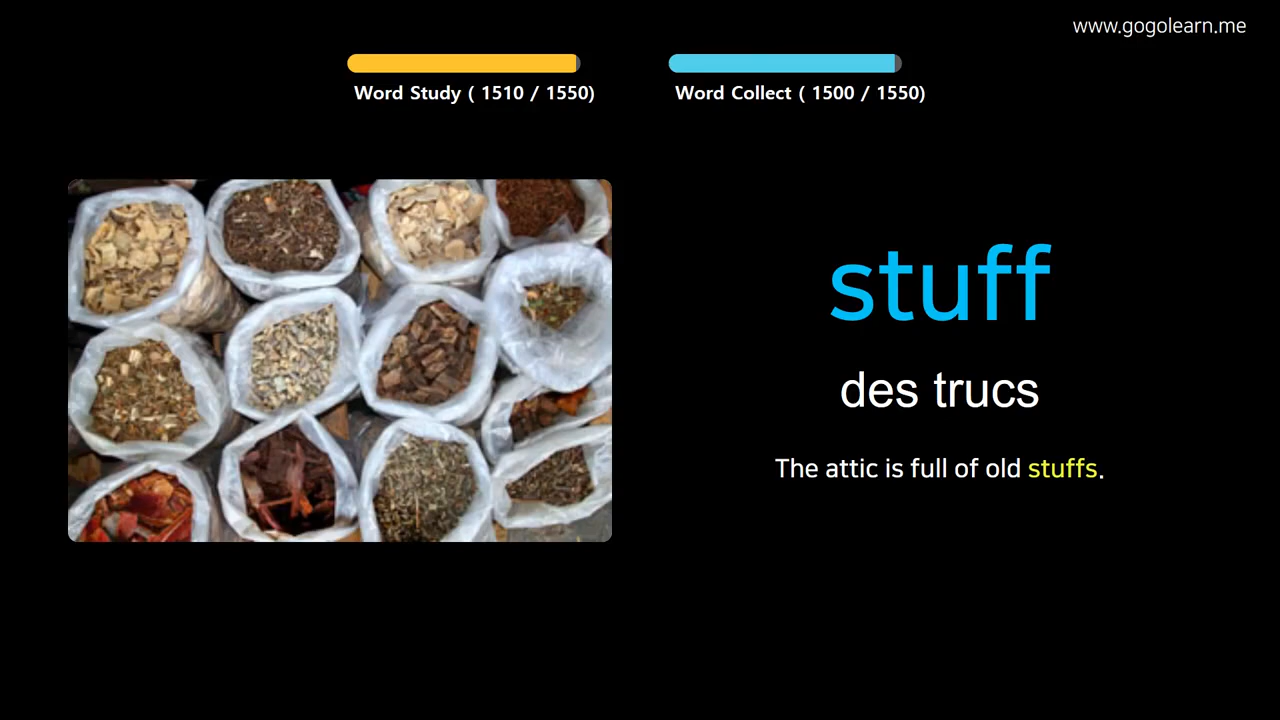 www.gogolearn.me
Word Study ( 1510 / 1550)
Word Collect ( 1500 / 1550)
stuff
des trucs
The attic is full of old stuffs.